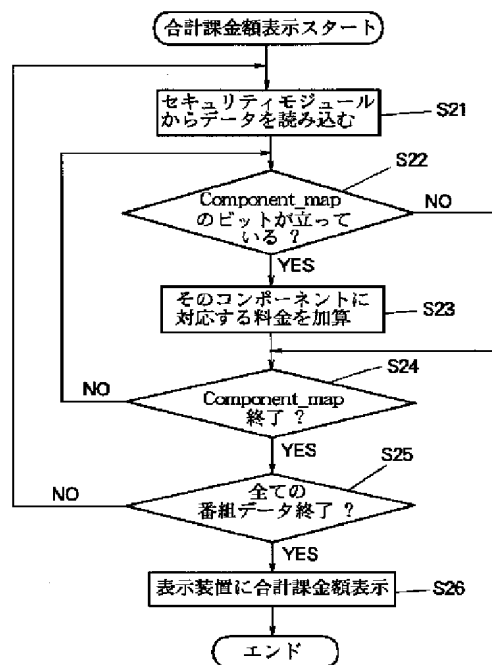 合計課金額表示スタート
セキュリティモジュール
からデータを読み込む
S21
S22
Component_map
のビットが立って
いる ?
NO
YES
そのコンポーネントに
対応する料金を加算
S23
S24
NO
Component_map
終了 ?
YES
S25
NO
全ての
番組データ終了 ?
YES
表示装置に合計課金額表示
S26
エンド